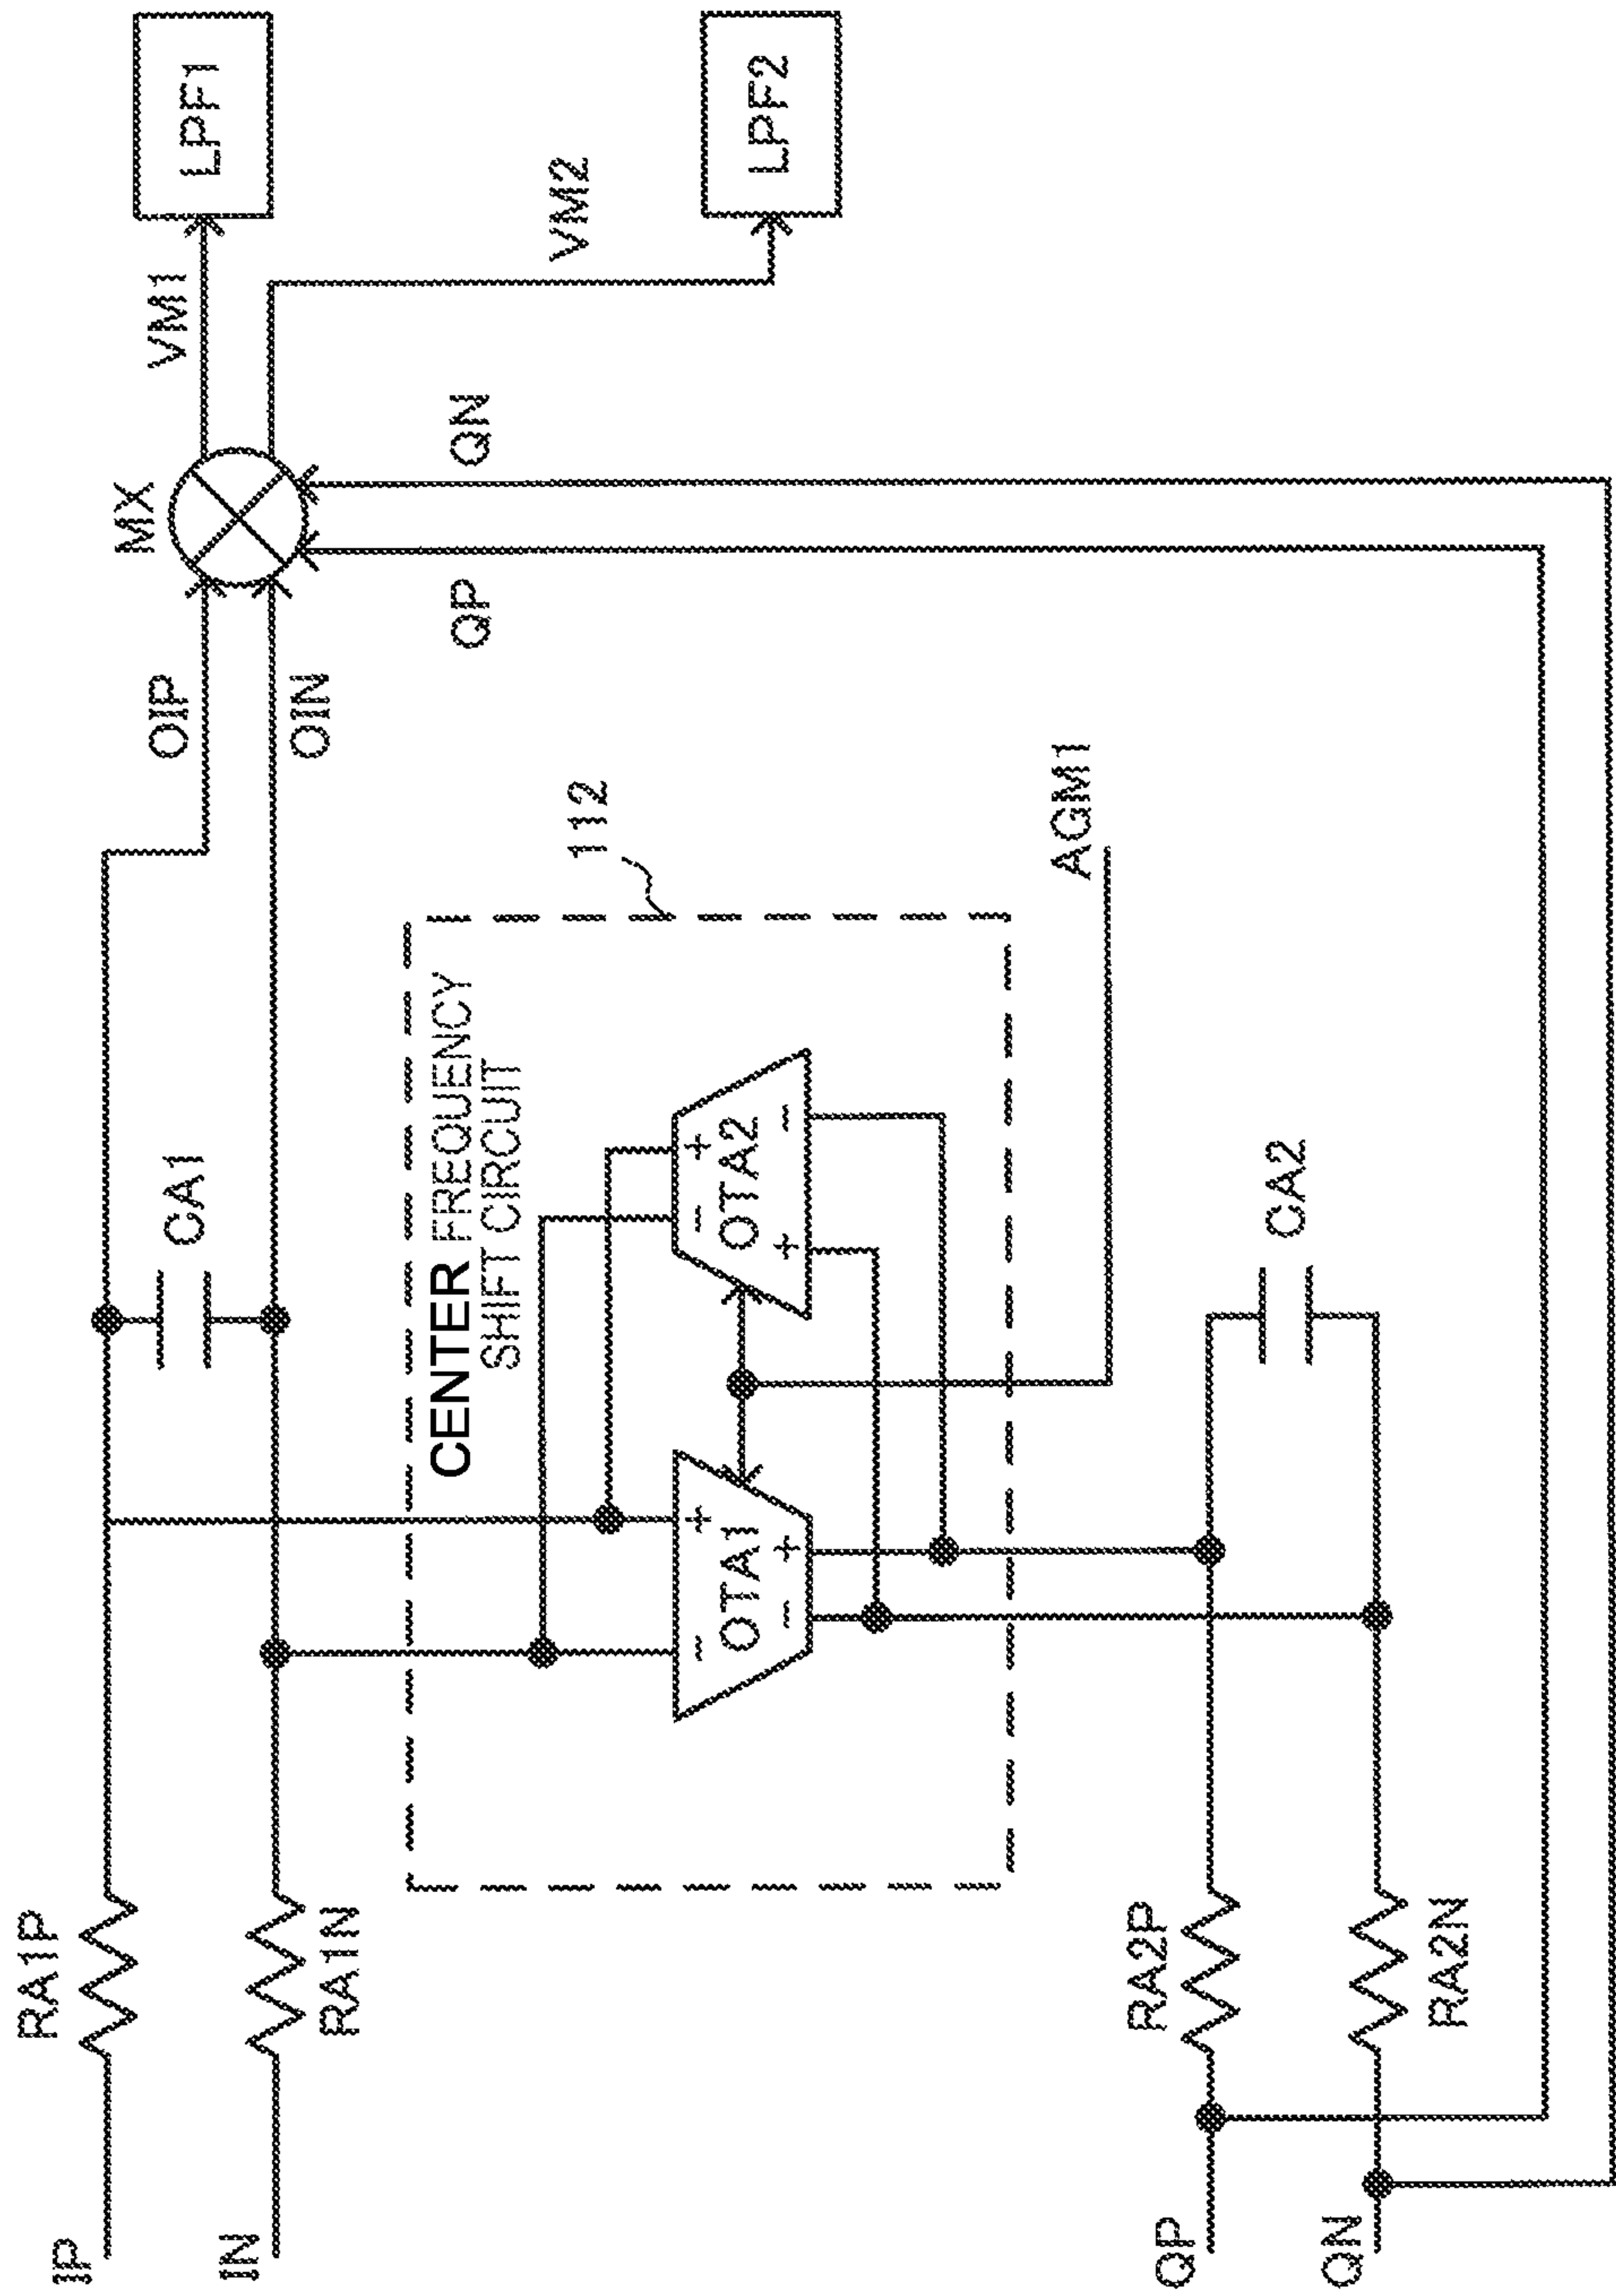 IP
RA1P
CA1
OIP
MX
VM1
LPF1
IN
RA1N
OIN
VM2
LPF2
QP
QN
CENTER FREQUENCY
SHIFT CIRCUIT
112
- +
OTA1
- +
- +
OTA2
+ -
AGM1
QP
RA2P
CA2
QN
RA2N